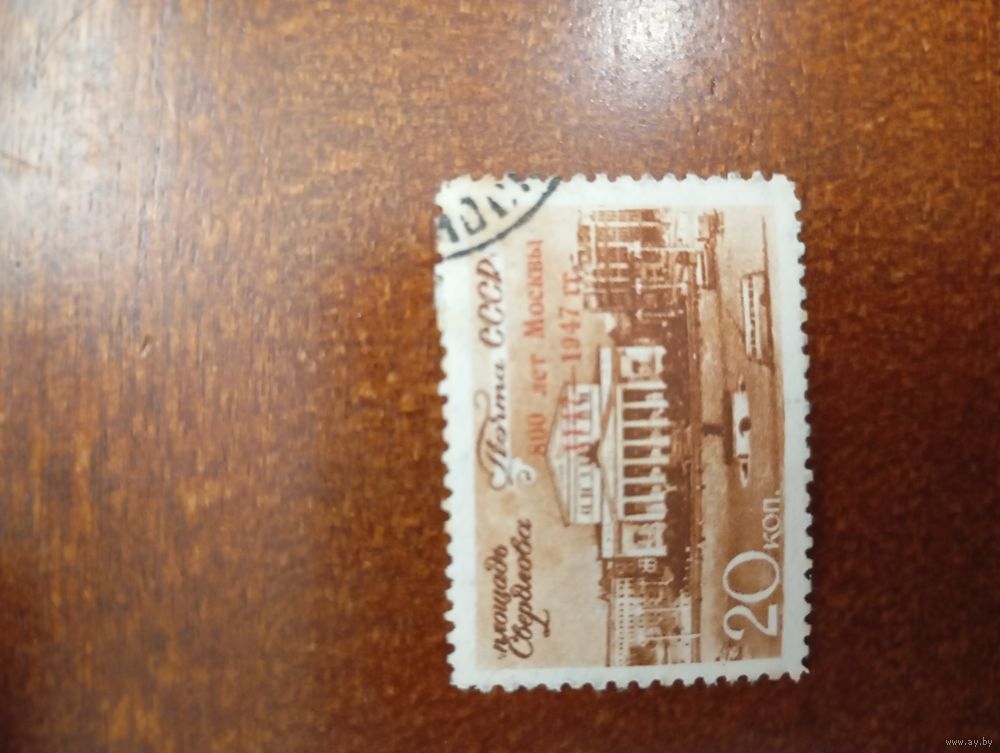 площадь
Свердлова
Почта СССР
800 лет Москвы
1147—1947 гг.
20 коп.
www.ay.by